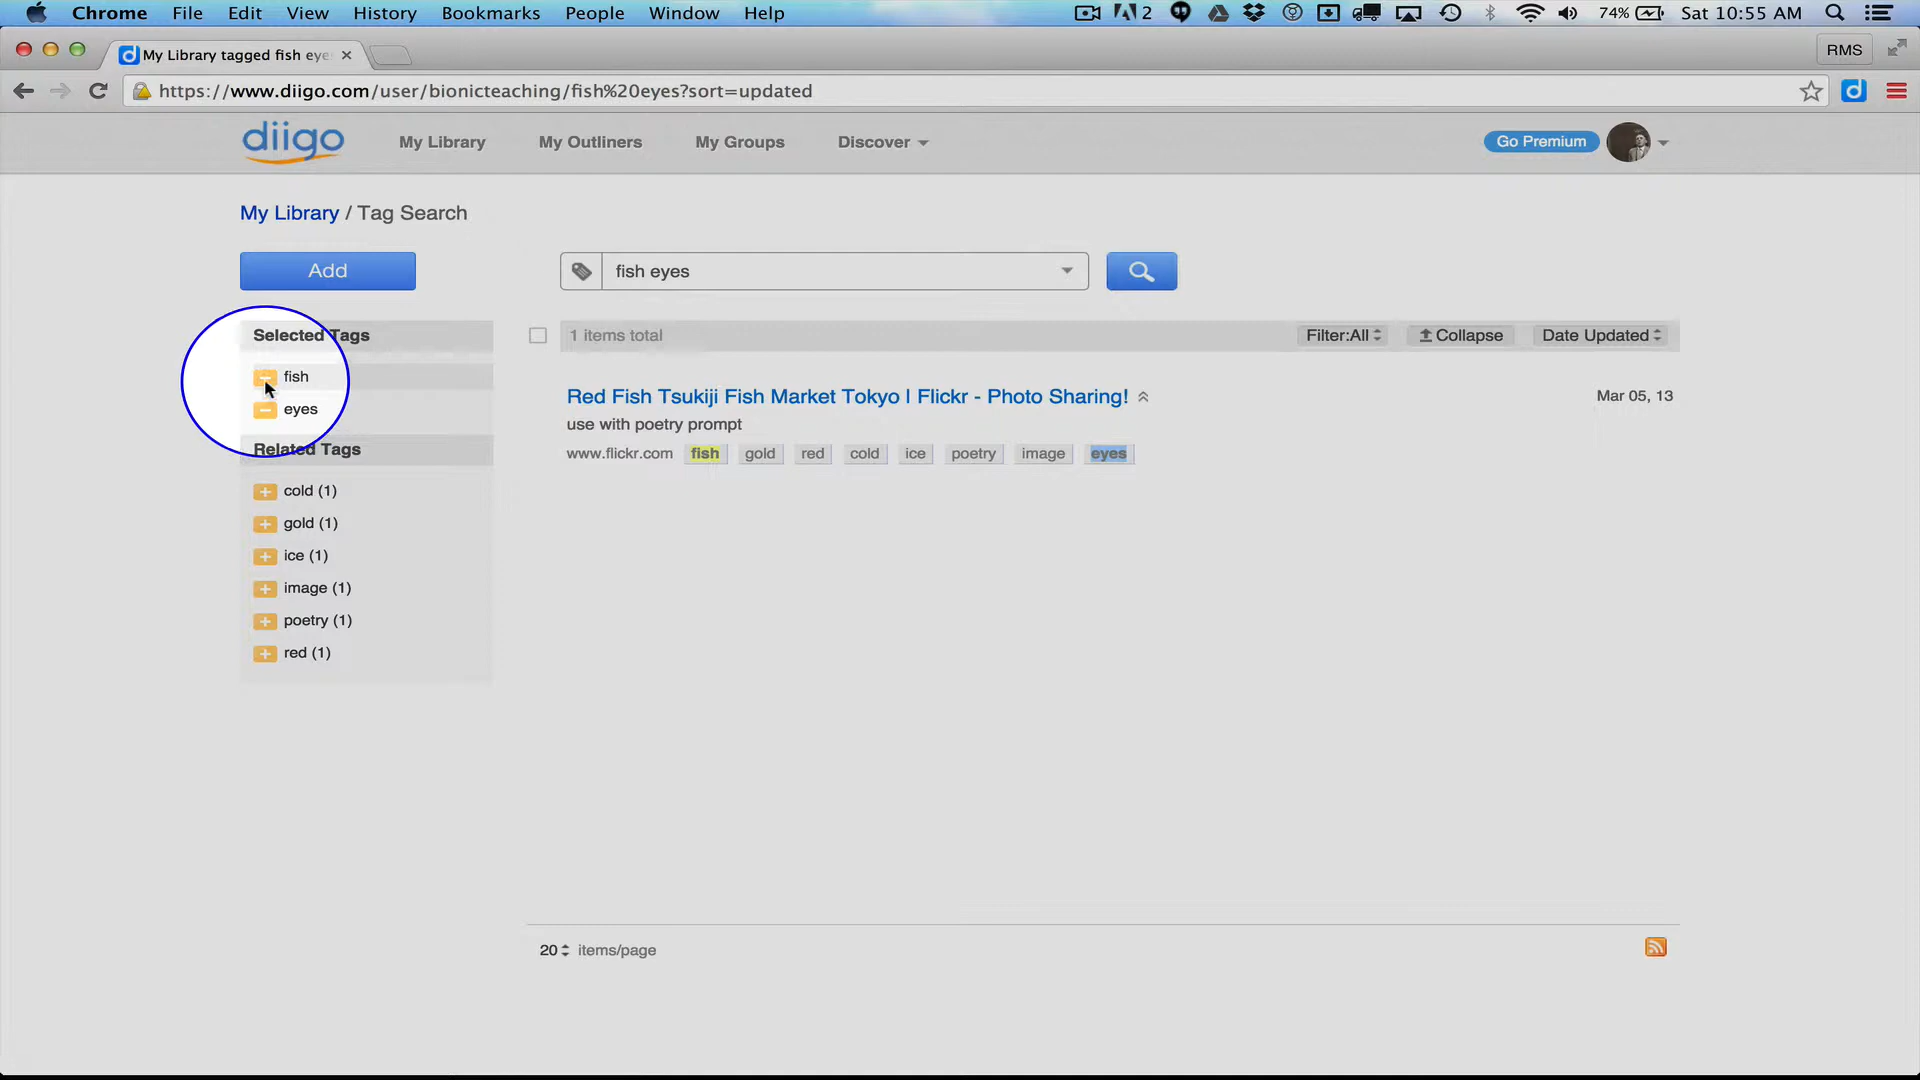 Chrome File Edit View History Bookmarks People Window Help 2 74% Sat 10:55 AM
My Library tagged fish eye RMS
https://www.diigo.com/user/bionicteaching/fish%20eyes?sort=updated
diigo My Library My Outliners My Groups Discover Go Premium
My Library / Tag Search
Add fish eyes
Selected Tags 1 items total Filter:All Collapse Date Updated
fish
Red Fish Tsukiji Fish Market Tokyo | Flickr - Photo Sharing! Mar 05, 13
eyes
use with poetry prompt
Related Tags
www.flickr.com fish gold red cold ice poetry image eyes
cold (1)
gold (1)
ice (1)
image (1)
poetry (1)
red (1)
20 items/page